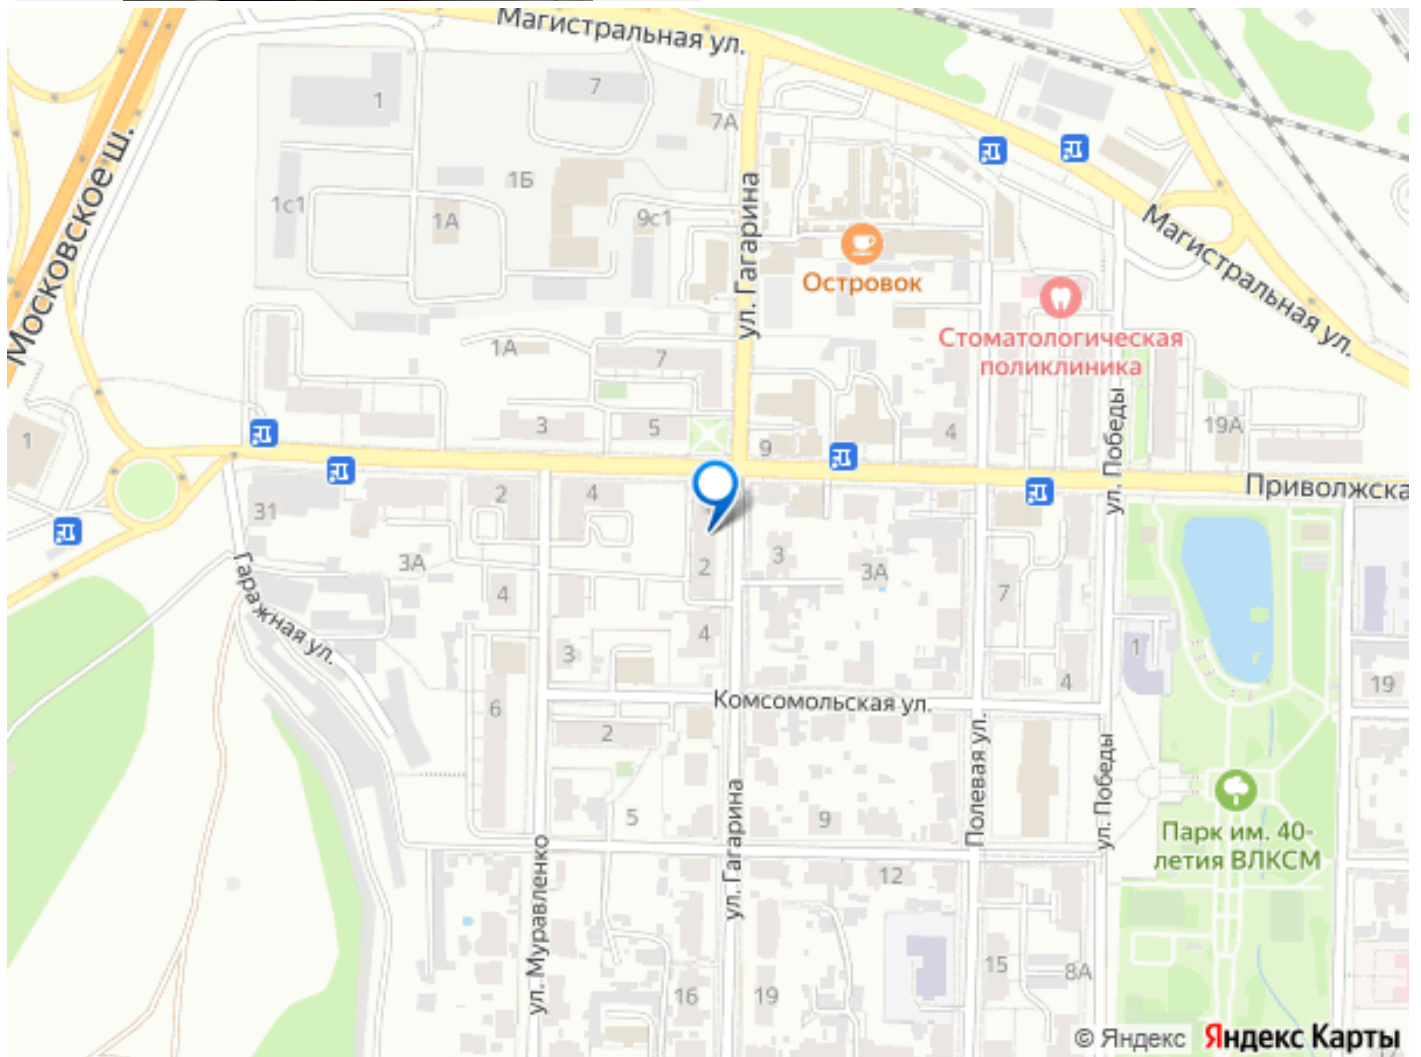 Магистральная ул.
7
1
7А
Московское ш.
1Б
1с1
1А
9с1
ул. Гагарина
Островок
Магистральная ул.
Стоматологическая
поликлиника
1А
7
ул. Победы
3
5
9
4
19А
1
Приволжска
31
2
4
3А
Гаражная ул.
4
2
3
3А
7
4
3
1
4
19
6
Комсомольская ул.
2
Полевая ул.
ул. Победы
ул. Гагарина
5
9
Парк им. 40-
летия ВЛКСМ
ул. Муравленко
12
16
19
15
8А
© Яндекс Яндекс Карты